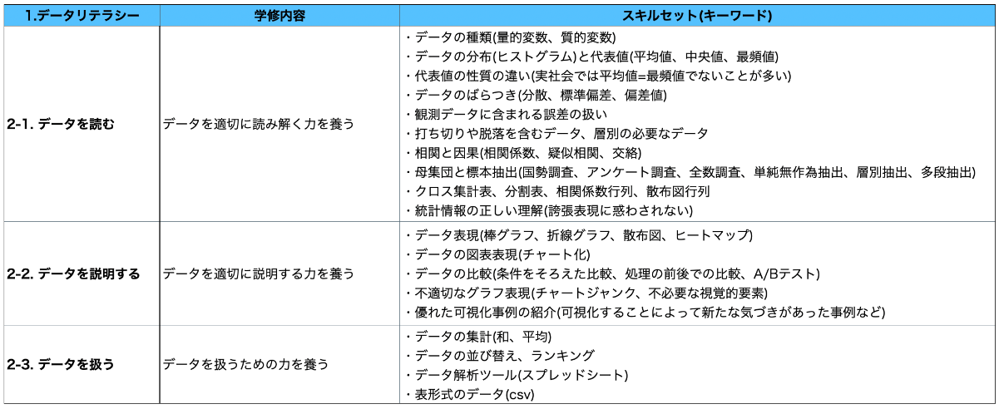 1.データリテラシー
学修内容
スキルセット(キーワード)
2-1. データを読む
データを適切に読み解く力を養う
・データの種類(量的変数、質的変数)
・データの分布(ヒストグラム)と代表値(平均値、中央値、最頻値)
・代表値の性質の違い(実社会では平均値=最頻値でないことが多い)
・データのばらつき(分散、標準偏差、偏差値)
・観測データに含まれる誤差の扱い
・打ち切りや脱落を含むデータ、層別の必要なデータ
・相関と因果(相関係数、疑似相関、交絡)
・母集団と標本抽出(国勢調査、アンケート調査、全数調査、単純無作為抽出、層別抽出、多段抽出)
・クロス集計表、分割表、相関係数行列、散布図行列
・統計情報の正しい理解(誇張表現に惑わされない)
2-2. データを説明する
データを適切に説明する力を養う
・データ表現(棒グラフ、折線グラフ、散布図、ヒートマップ)
・データの図表表現(チャート化)
・データの比較(条件をそろえた比較、処理の前後での比較、A/Bテスト)
・不適切なグラフ表現(チャートジャンク、不必要な視覚的要素)
・優れた可視化事例の紹介(可視化することによって新たな気づきがあった事例など)
2-3. データを扱う
データを扱うための力を養う
・データの集計(和、平均)
・データの並び替え、ランキング
・データ解析ツール(スプレッドシート)
・表形式のデータ(csv)